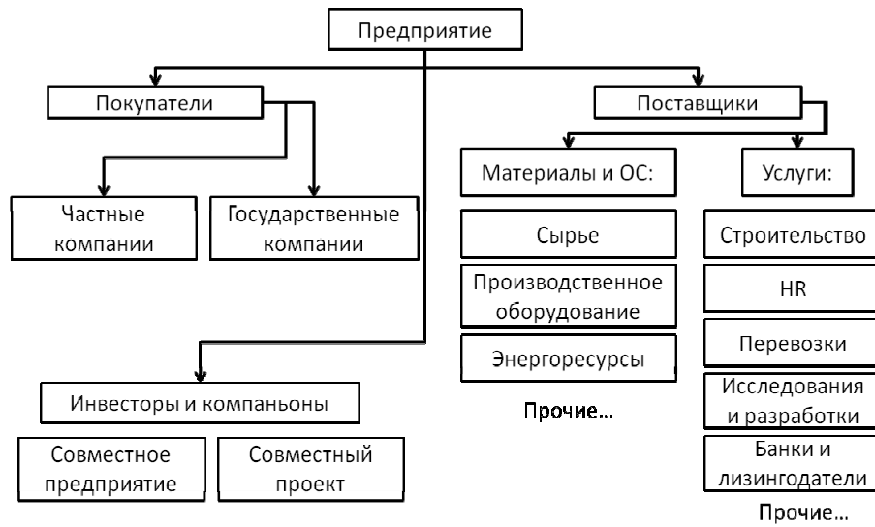 Предприятие
Покупатели
Поставщики
Материалы и ОС:
Услуги:
Частные
компании
Государственные
компании
Сырье
Строительство
Производственное
оборудование
HR
Энергоресурсы
Перевозки
Прочие...
Исследования
и разработки
Инвесторы и компаньоны
Банки и
лизингодатели
Совместное
предприятие
Совместный
проект
Прочие...